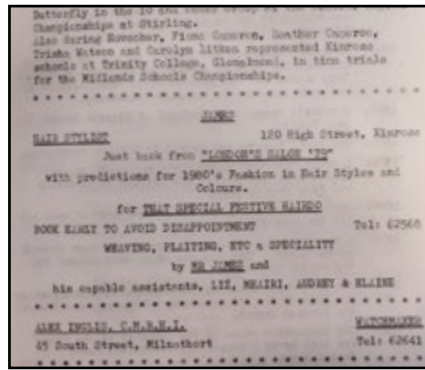 Butterfly in the 10 and under Group at the
Championships at Stirling.
Also during November, Fiona Cameron, Heather Cameron,
Trisha Watson and Carolyn Litham represented Kinross
schools at Trinity College, Glenalmond, in time trials
for the Midlands Schools Championships.
* * * * * * * * * * * * * * * * * * * * * * * * * * *
JAMES
HAIR STYLIST 120 High Street, Kinross
Just back from "LONDON'S SALON '79"
with predictions for 1980's Fashion in Hair Styles and
Colours.
for THAT SPECIAL FESTIVE HAIRDO
BOOK EARLY TO AVOID DISAPPOINTMENT Tel: 62568
WEAVING, PLAITING, ETC a SPECIALITY
by MR JAMES and
his capable assistants, LIZ, MHAIRI, AUDREY & ELAINE
* * * * * * * * * * * * * * * * * * * * * * * * * * *
ALEX INGLIS, C.M.B.H.I. WATCHMAKER
45 South Street, Milnathort Tel: 62641
* * * * * * * * * * * * * * * * * * * * * * * * * * *